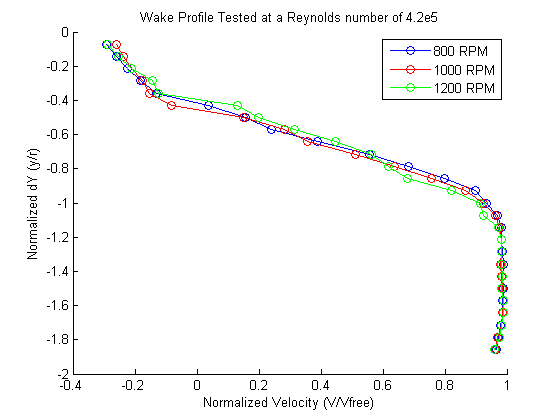 Wake Profile Tested at a Reynolds number of 4.2e5
800 RPM
1000 RPM
1200 RPM
Normalized dY (y/r)
0
-0.2
-0.4
-0.6
-0.8
-1
-1.2
-1.4
-1.6
-1.8
-2
-0.4 -0.2 0 0.2 0.4 0.6 0.8 1
Normalized Velocity (V/Vfree)